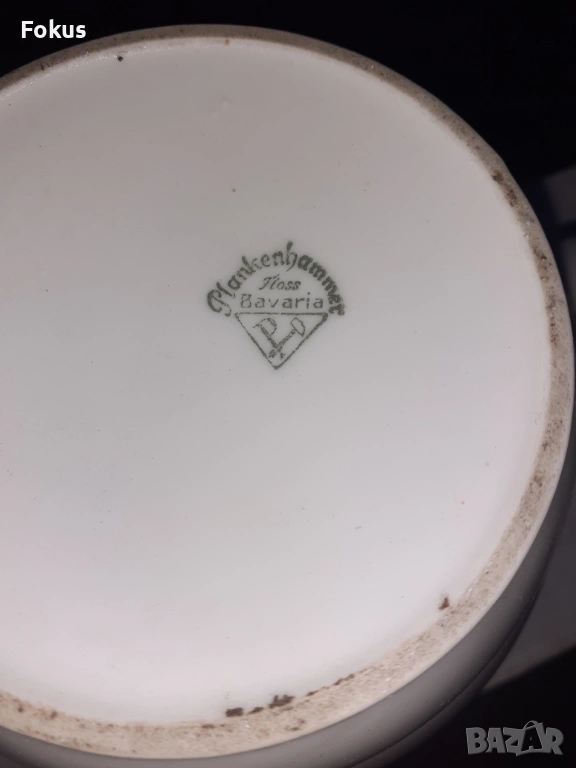 Fokus
Plankenhammer
Floss
Bavaria
P
BAZAR